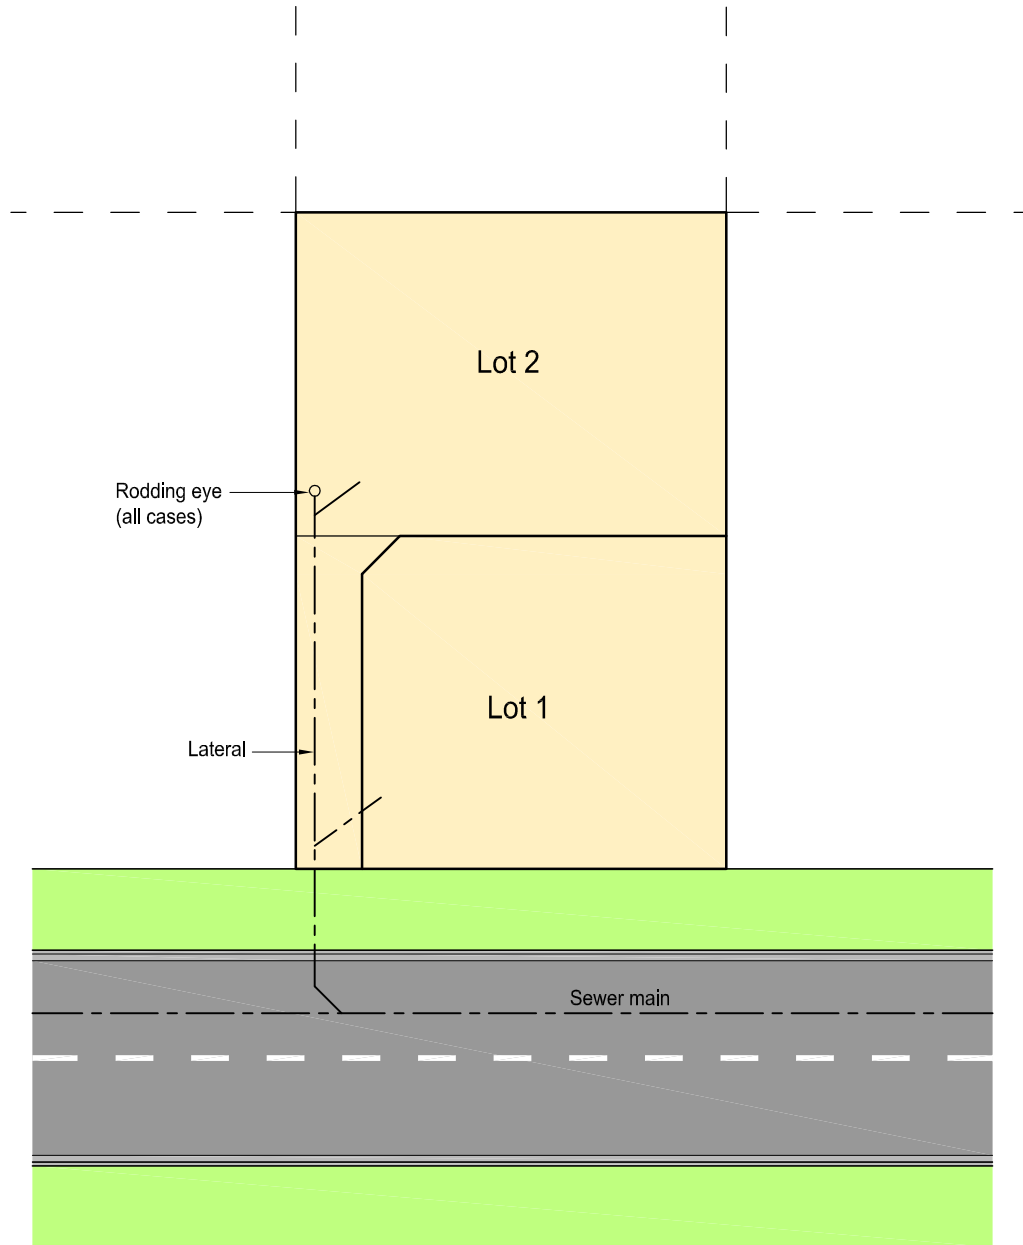 Lot 2
Rodding eye
(all cases)
Lot 1
Lateral
Sewer main